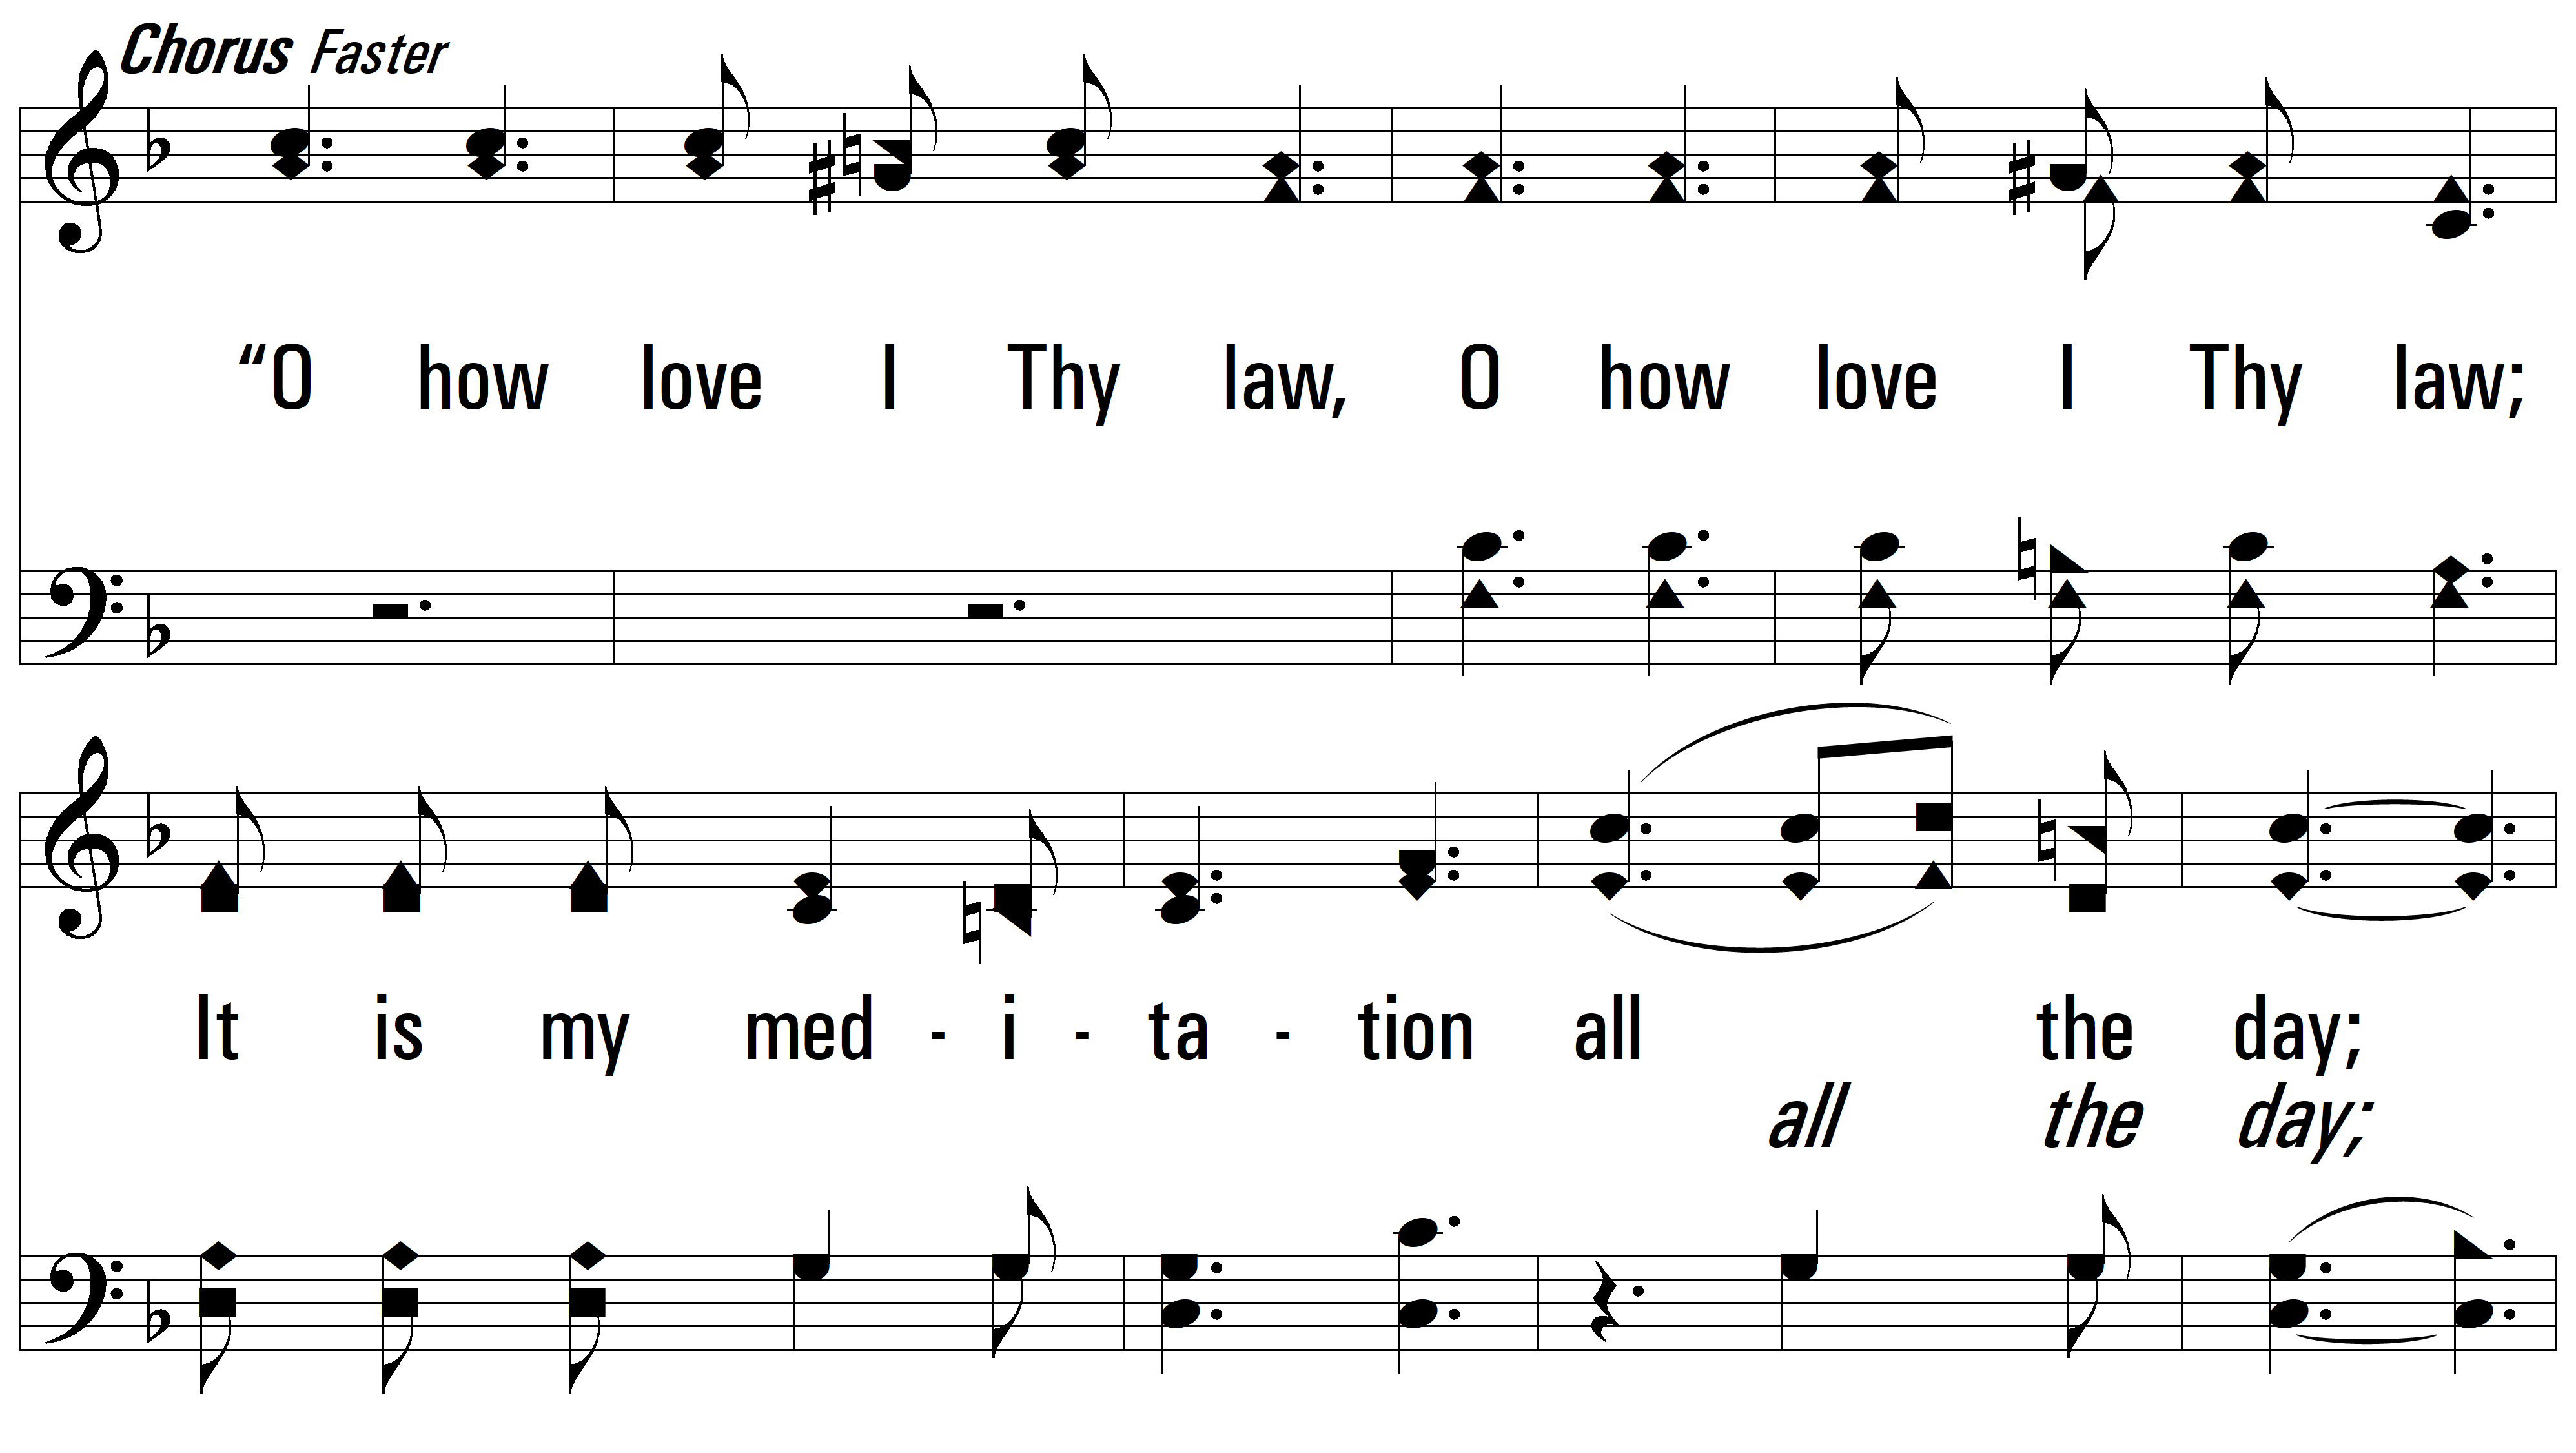 Chorus Faster
“O how love I Thy law, O how love I Thy law;
It is my med - i - ta - tion all the day;
all the day;